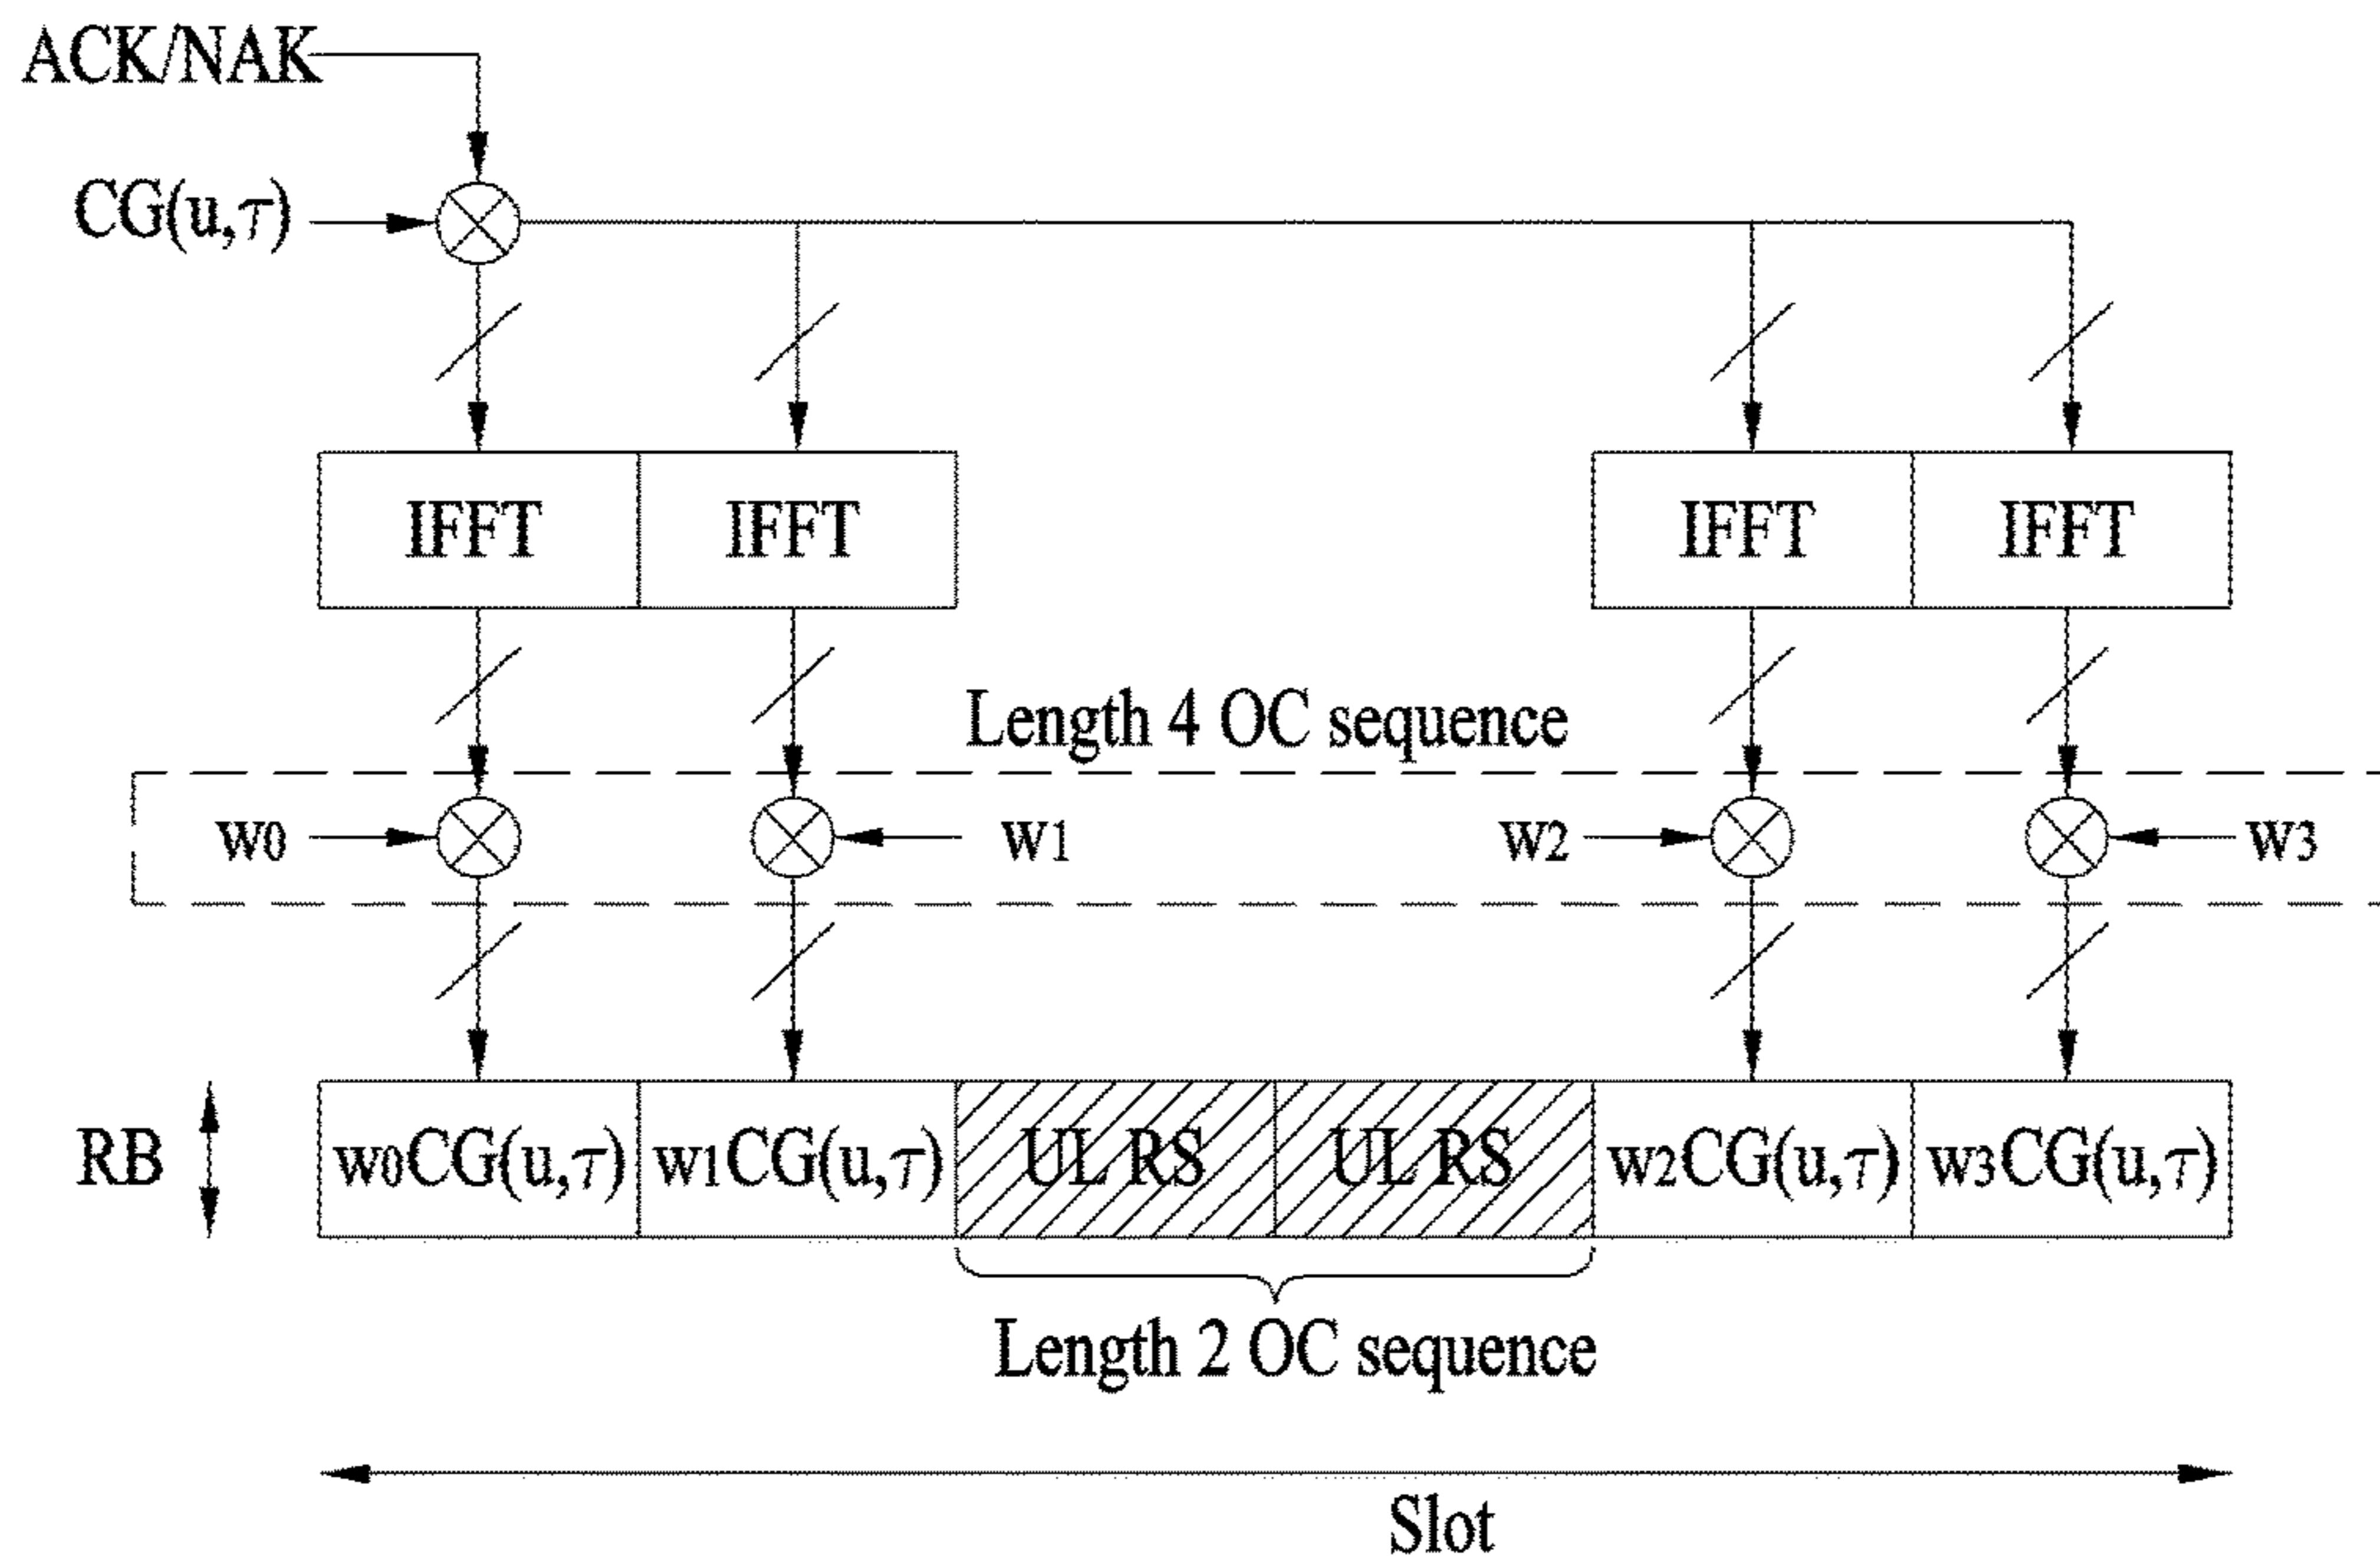 ACK/NAK
CG(u,τ)
IFFT IFFT IFFT IFFT
Length 4 OC sequence
w0 w1 w2 w3
RB w0CG(u,τ) w1CG(u,τ) UL RS UL RS w2CG(u,τ) w3CG(u,τ)
Length 2 OC sequence
Slot